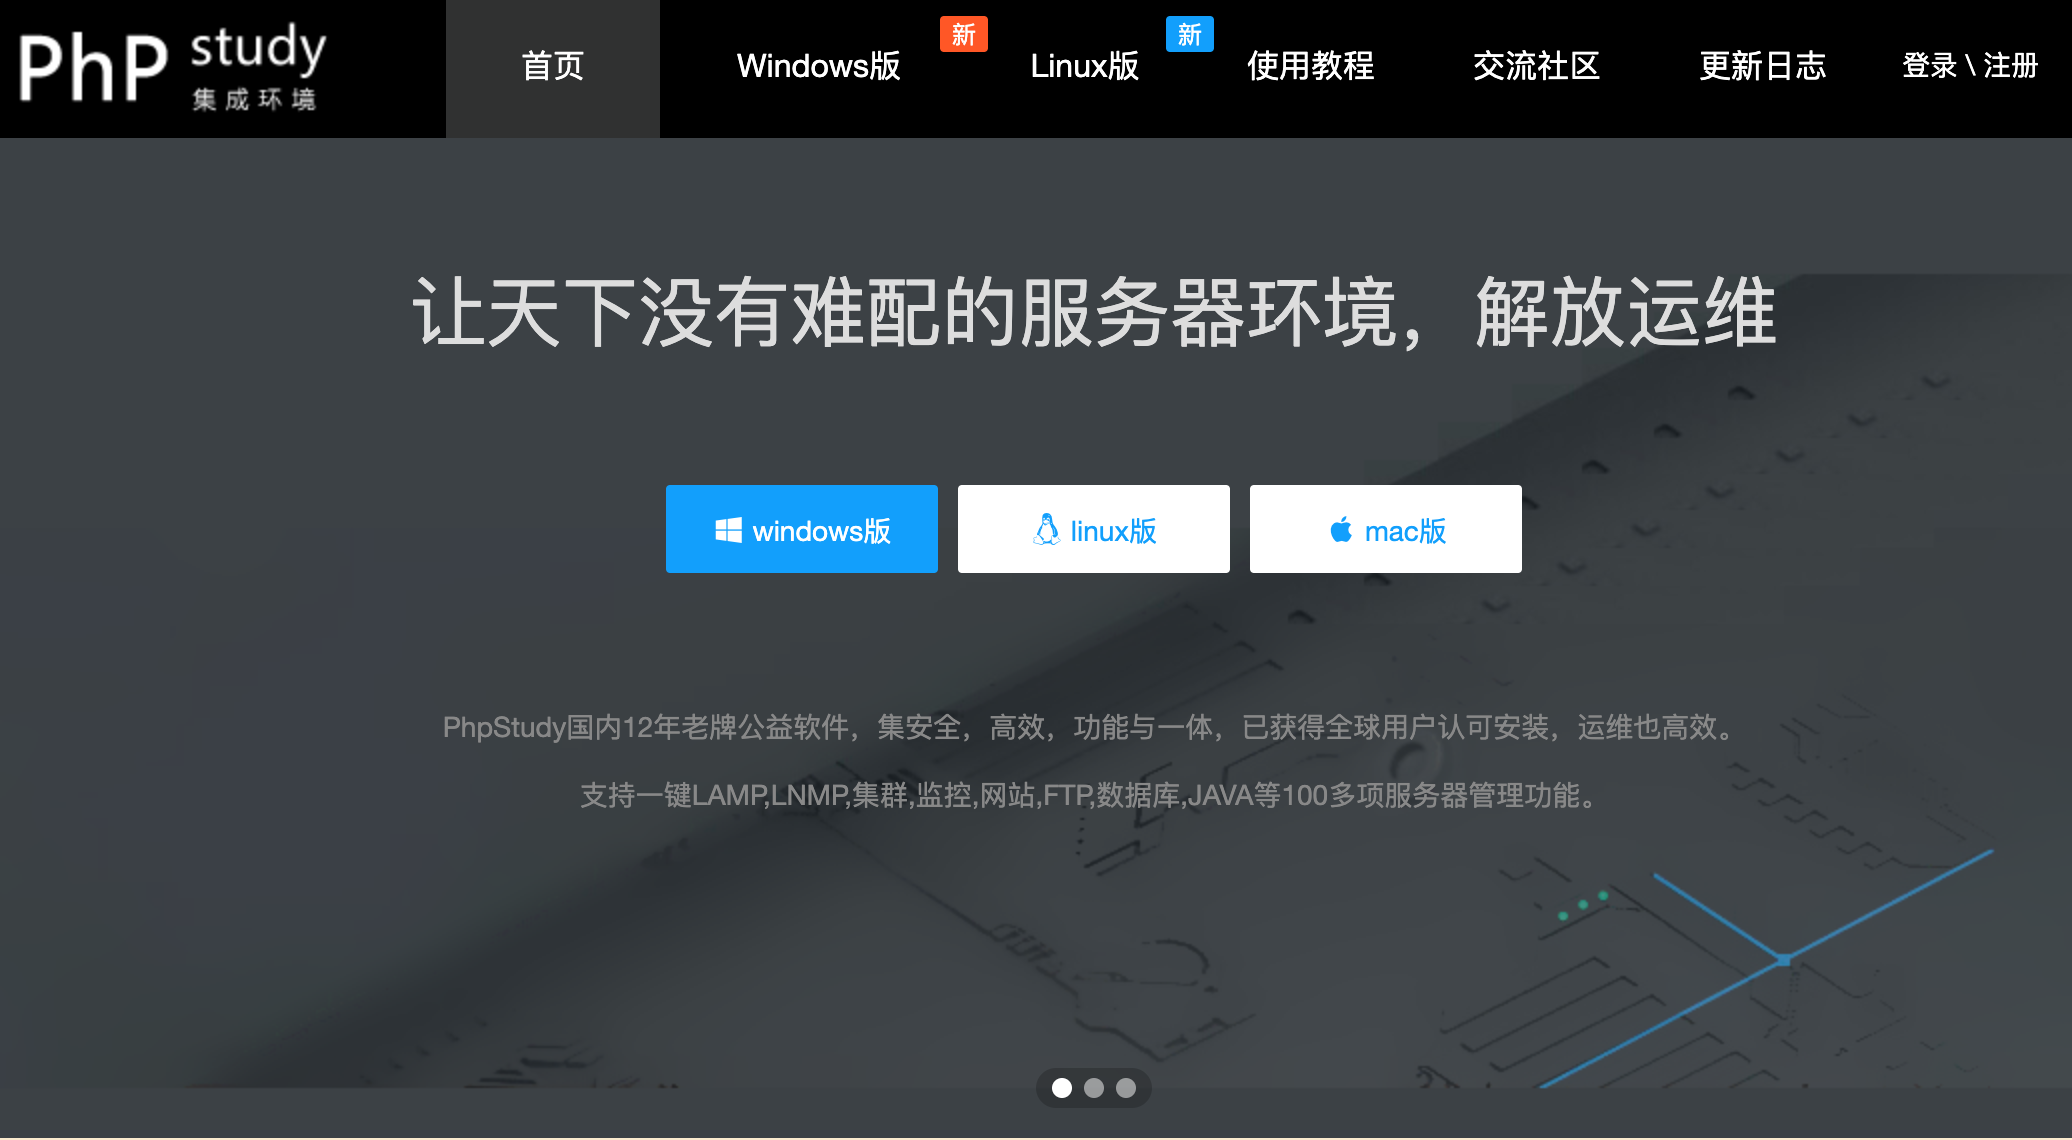 PhP study
集成环境
首页
Windows版
新
Linux版
新
使用教程
交流社区
更新日志
登录 \ 注册
让天下没有难配的服务器环境，解放运维
windows版
linux版
mac版
PhpStudy国内12年老牌公益软件，集安全，高效，功能与一体，已获得全球用户认可安装，运维也高效。
支持一键LAMP,LNMP,集群,监控,网站,FTP,数据库,JAVA等100多项服务器管理功能。